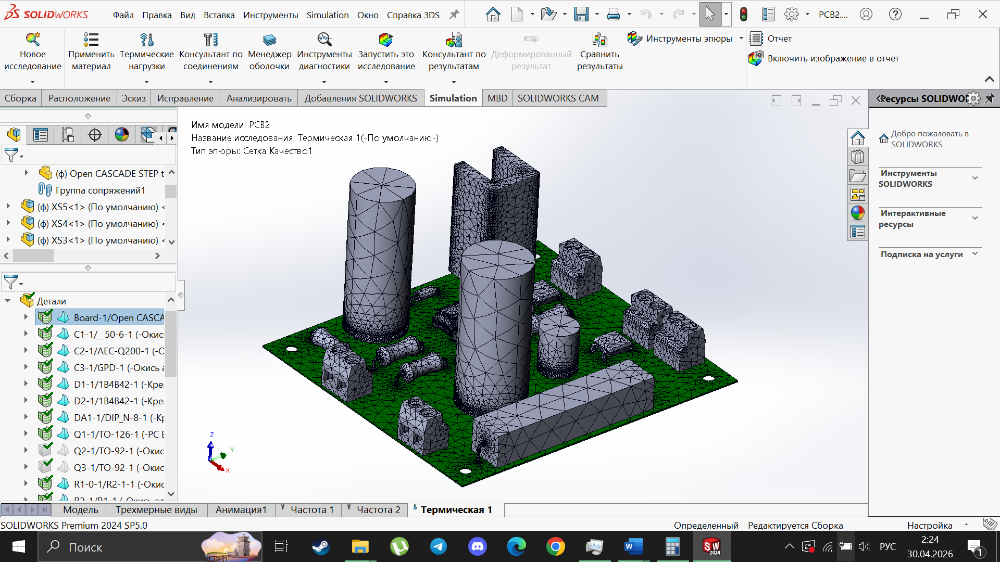 SOLIDWORKS
Файл Правка Вид Вставка Инструменты Simulation Окно Справка 3DS
PCB2....
Новое исследование
Применить материал
Термические нагрузки
Консультант по соединениям
Менеджер оболочки
Инструменты диагностики
Запустить это исследование
Консультант по результатам
Деформированный результат
Сравнить результаты
Инструменты эпюры
Отчет
Включить изображение в отчет
Сборка Расположение Эскиз Исправление Анализировать Добавления SOLIDWORKS Simulation MBD SOLIDWORKS CAM
есурсы SOLIDWO
Имя модели: PCB2
Название исследования: Термическая 1(-По умолчанию-)
Тип эпюры: Сетка Качество1
(ф) Open CASCADE STEP t
Группа сопряжений1
(ф) XS5<1> (По умолчанию) <
(ф) XS4<1> (По умолчанию) <
(ф) XS3<1> (По умолчанию) <
Детали
Board-1/Open CASCA
C1-1/__50-6-1 (-Окис
C2-1/AEC-Q200-1 (-С
C3-1/GPD-1 (-Окись а
D1-1/1B4B42-1 (-Кре
D2-1/1B4B42-1 (-Кре
DA1-1/DIP_N-8-1 (-Кр
Q1-1/TO-126-1 (-PC В
Q2-1/TO-92-1 (-Окис
Q3-1/TO-92-1 (-Окис
R1-0-1/R2-1-1 (-Окис
Z
Y
X
Добро пожаловать в
SOLIDWORKS
Инструменты
SOLIDWORKS
Интерактивные
ресурсы
Подписка на услуги
Модель Трехмерные виды Анимация1 Частота 1 Частота 2 Термическая 1
SOLIDWORKS Premium 2024 SP5.0
Определенный Редактируется Сборка Настройка
Поиск
W
SW
2024
РУС
2:24
30.04.2026
1